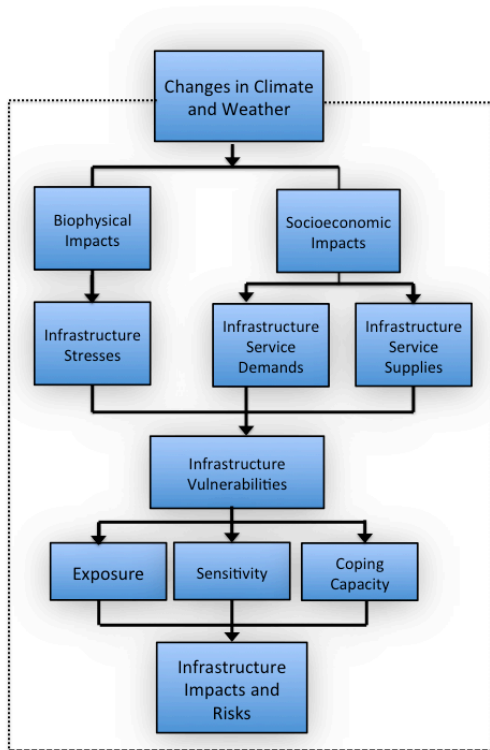 Changes in Climate
and Weather
Biophysical
Impacts
Socioeconomic
Impacts
Infrastructure
Stresses
Infrastructure
Service
Demands
Infrastructure
Service
Supplies
Infrastructure
Vulnerabilities
Exposure
Sensitivity
Coping
Capacity
Infrastructure
Impacts and
Risks